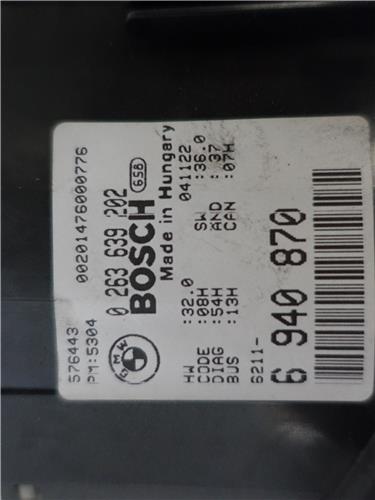 576443 00201476000776
PM:5304
BMW
0 263 639 202
BOSCH 658
Made in Hungary
041122
HW :32.0 SW :36.0
CODE :08H AND : 37
DIAG :54H CAN :07H
BUS :13H
6211-
6 940 870